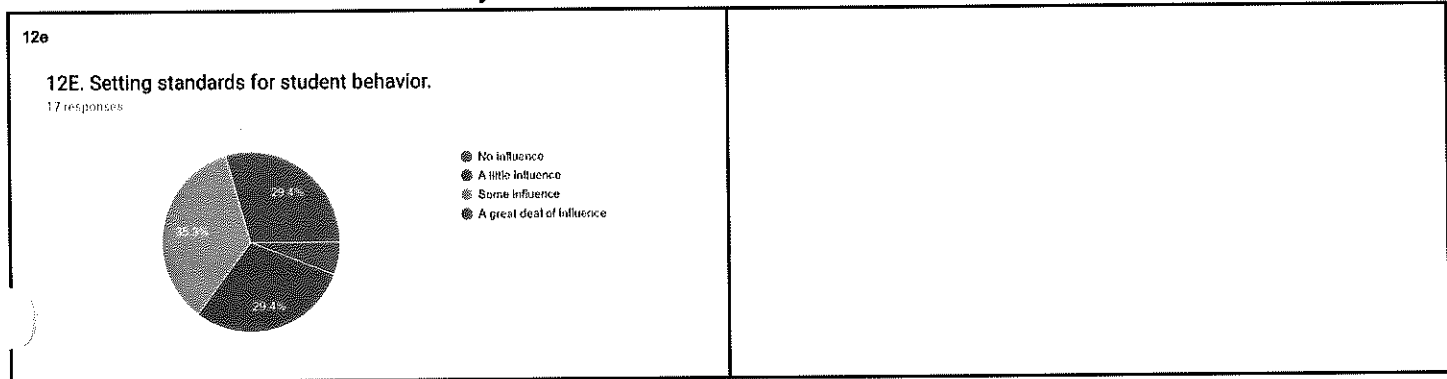 12e
12E. Setting standards for student behavior.
17 responses
No influence
A little influence
Some influence
A great deal of influence
29.4%
35.3%
29.4%